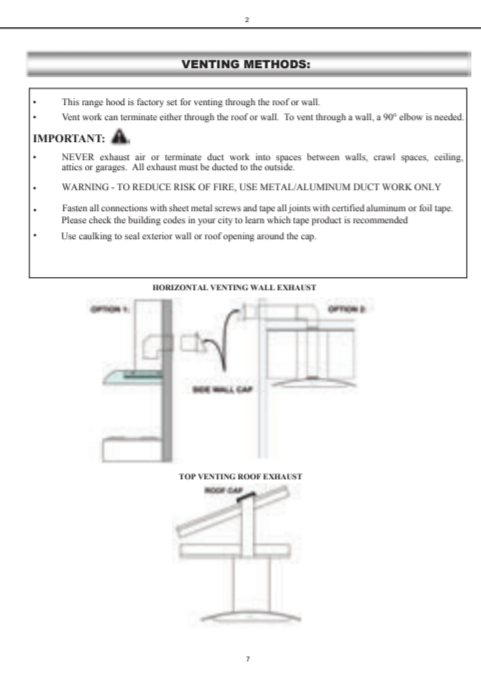 2
VENTING METHODS:
• This range hood is factory set for venting through the roof or wall.
• Vent work can terminate either through the roof or wall. To vent through a wall, a 90° elbow is needed.
IMPORTANT:
• NEVER exhaust air or terminate duct work into spaces between walls, crawl spaces, ceiling,
attics or garages. All exhaust must be ducted to the outside.
• WARNING - TO REDUCE RISK OF FIRE, USE METAL/ALUMINUM DUCT WORK ONLY
• Fasten all connections with sheet metal screws and tape all joints with certified aluminum or foil tape.
Please check the building codes in your city to learn which tape product is recommended
• Use caulking to seal exterior wall or roof opening around the cap.
HORIZONTAL VENTING WALL EXHAUST
OPTION 1:
OPTION 2:
SIDE WALL CAP
TOP VENTING ROOF EXHAUST
ROOF CAP
7